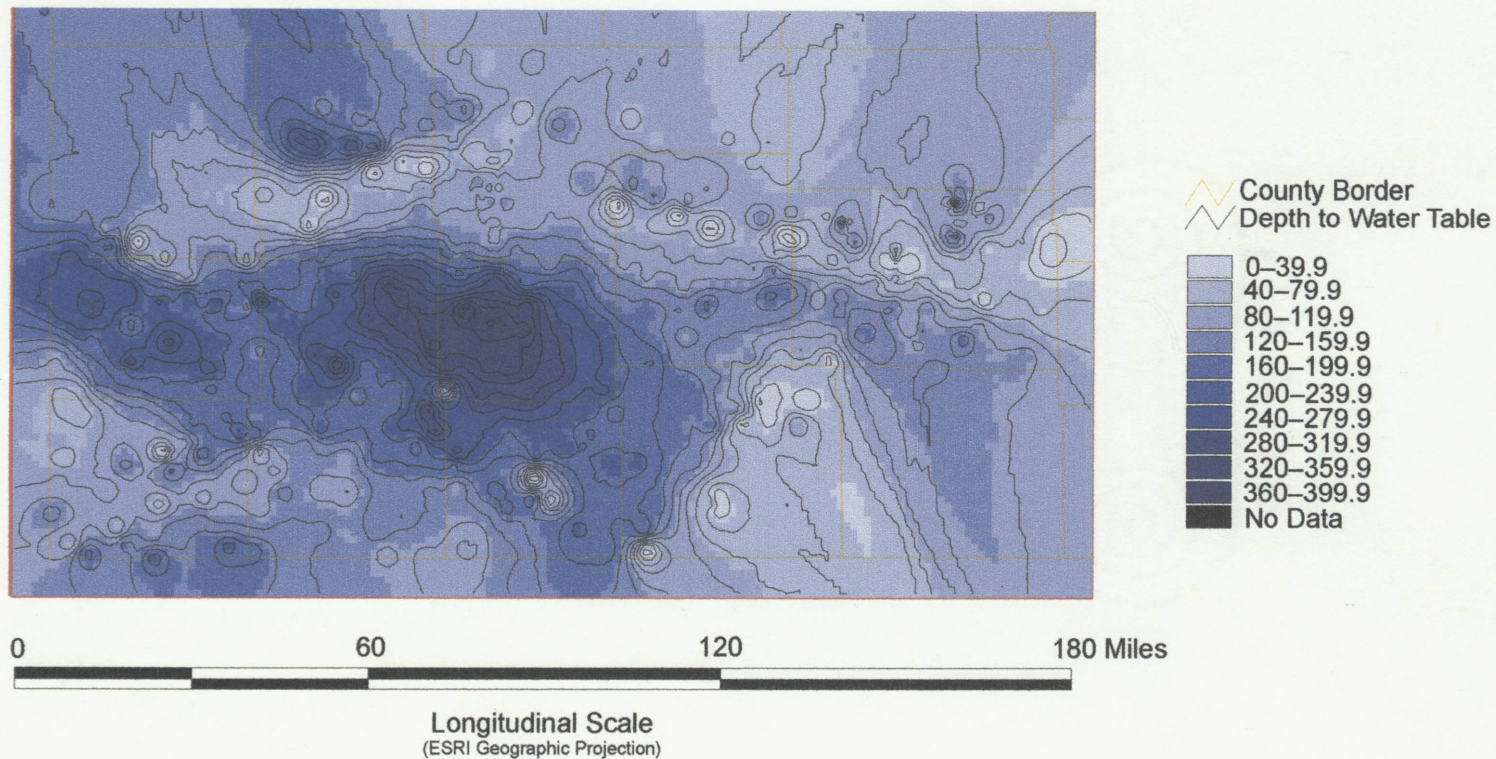 County Border
Depth to Water Table
0–39.9
40–79.9
80–119.9
120–159.9
160–199.9
200–239.9
240–279.9
280–319.9
320–359.9
360–399.9
No Data
0 60 120 180 Miles
Longitudinal Scale
(ESRI Geographic Projection)